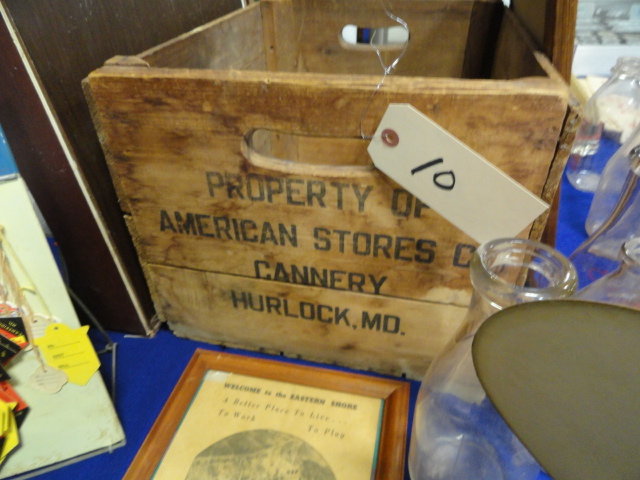 10
PROPERTY OF
AMERICAN STORES C
CANNERY
HURLOCK, MD.
WELCOME to the EASTERN SHORE
A Better Place To Live...
To Work
To Play